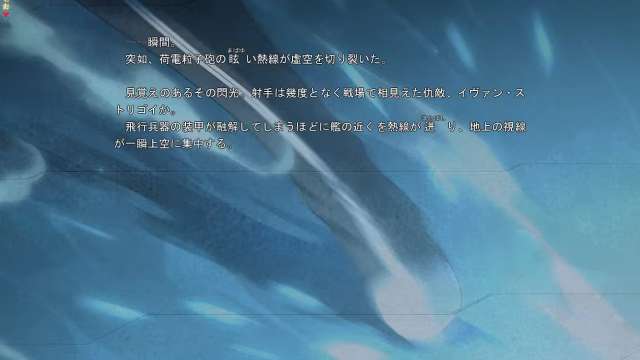 ――瞬間。
突如、荷電粒子砲の眩い熱線が虚空を切り裂いた。
見覚えのあるその閃光。射手は幾度となく戦場で相見えた仇敵、イヴァン・ス
トリゴイか。
飛行兵器の装甲が融解してしまうほどに艦の近くを熱線が迸り、地上の視線
が一瞬上空に集中する。